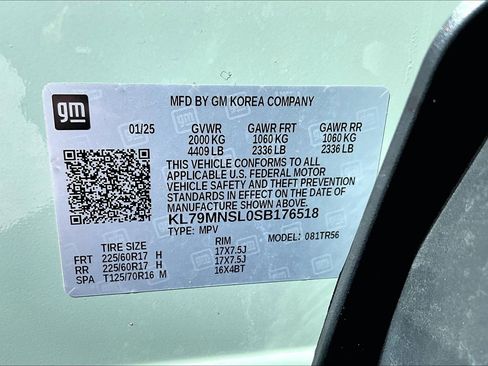 gm
MFD BY GM KOREA COMPANY
01/25 GVWR GAWR FRT GAWR RR
2000 KG 1060 KG 1060 KG
4409 LB 2336 LB 2336 LB
THIS VEHICLE CONFORMS TO ALL
APPLICABLE U.S. FEDERAL MOTOR
VEHICLE SAFETY AND THEFT PREVENTION
STANDARDS IN EFFECT ON THE DATE OF
MANUFACTURE SHOWN ABOVE.
KL79MNSL0SB176518
TYPE: MPV MODEL: 081TR56
TIRE SIZE RIM
FRT 225/60R17 H 17X7.5J
RR 225/60R17 H 17X7.5J
SPA T125/70R16 M 16X4BT